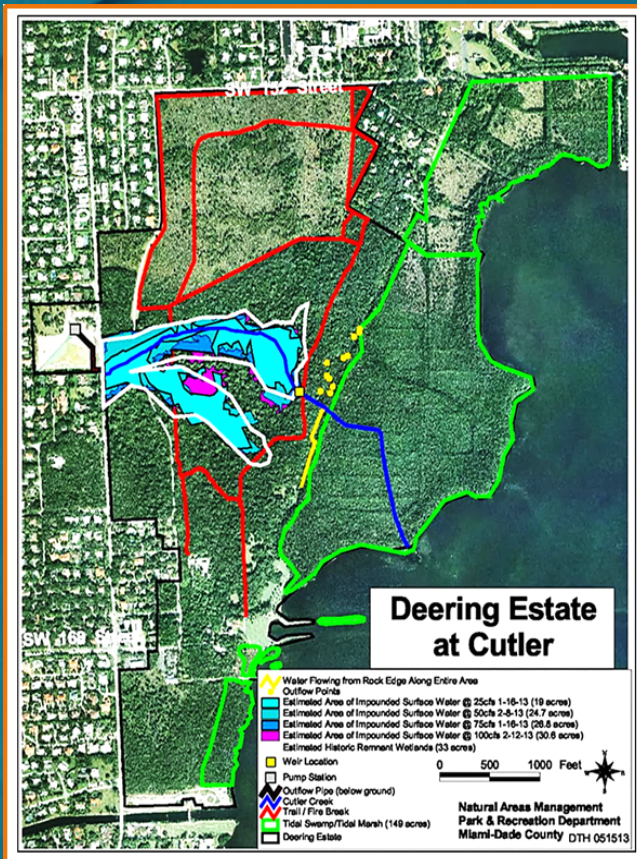 SW 152 Street
Old Cutler Road
SW 168 Street
Deering Estate
at Cutler
Water Flowing from Rock Edge Along Entire Area
Outflow Points
Estimated Area of Impounded Surface Water @ 25cfs 1-16-13 (19 acres)
Estimated Area of Impounded Surface Water @ 50cfs 2-8-13 (24.7 acres)
Estimated Area of Impounded Surface Water @ 75cfs 1-16-13 (26.8 acres)
Estimated Area of Impounded Surface Water @ 100cfs 2-12-13 (30.6 acres)
Estimated Historic Remnant Wetlands (33 acres)
Weir Location
Pump Station
Outflow Pipe (below ground)
Cutler Creek
Trail / Fire Break
Tidal Swamp/Tidal Marsh (149 acres)
Deering Estate
0 500 1000 Feet
Natural Areas Management
Park & Recreation Department
Miami-Dade County DTH 051513